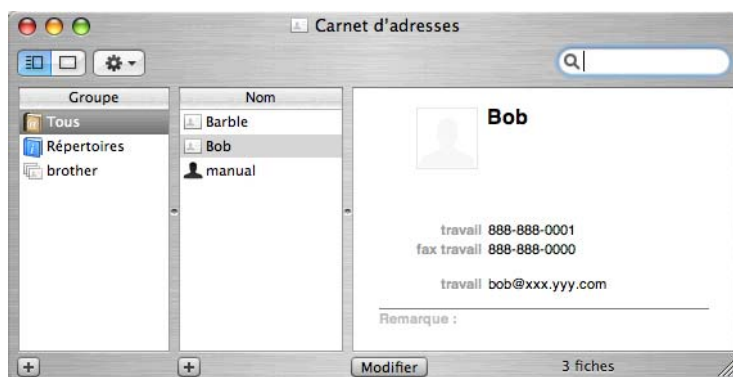 Carnet d'adresses
Groupe
Tous
Répertoires
brother
Nom
Barble
Bob
manual
Bob
travail 888-888-0001
fax travail 888-888-0000
travail bob@xxx.yyy.com
Remarque :
Modifier
3 fiches